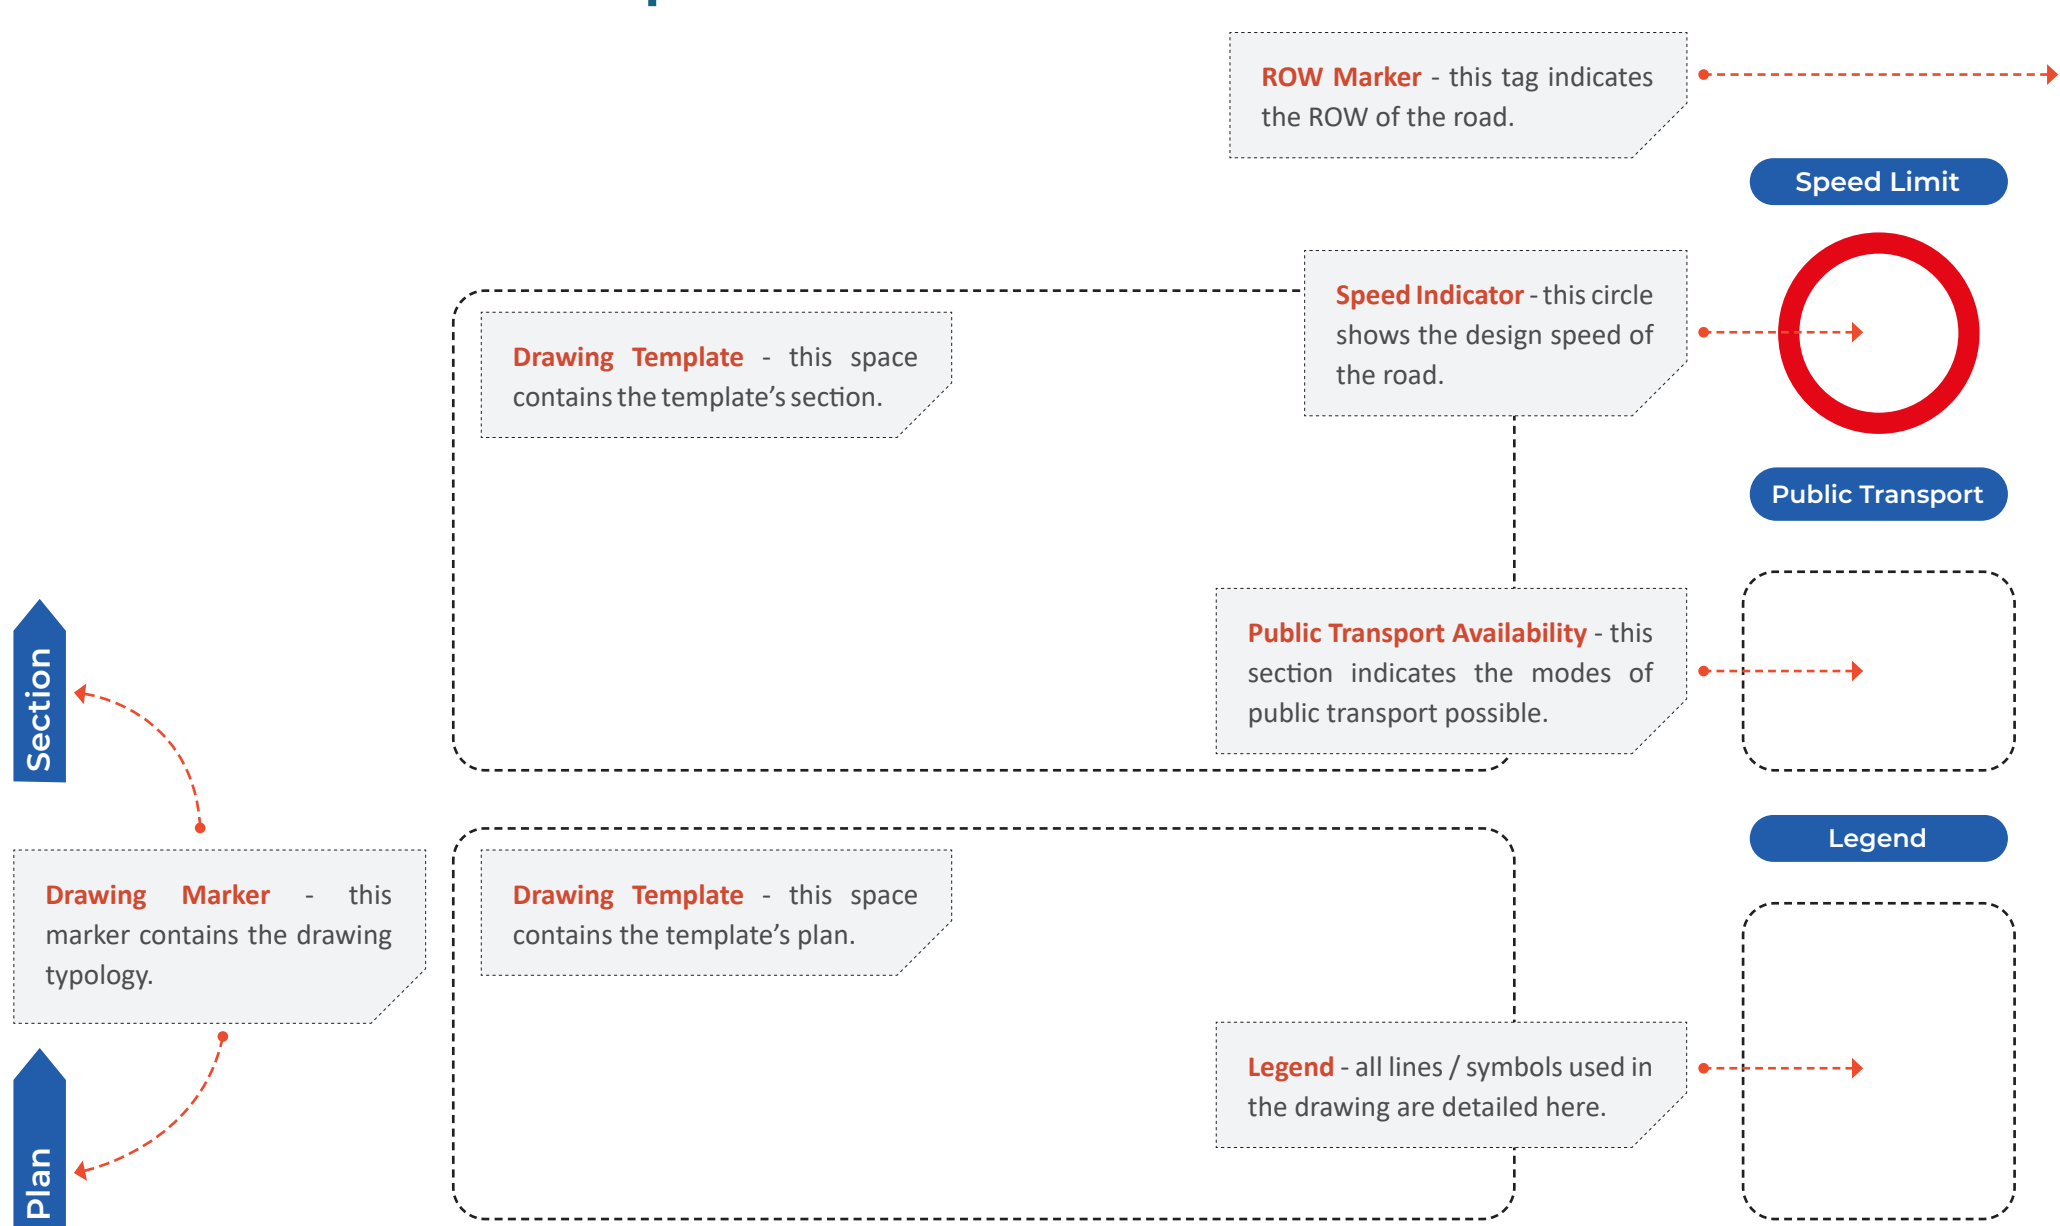 ROW Marker - this tag indicates
the ROW of the road.
Speed Limit
Speed Indicator - this circle
shows the design speed of
the road.
Drawing Template - this space
contains the template's section.
Public Transport
Public Transport Availability - this
section indicates the modes of
public transport possible.
Section
Legend
Drawing Marker - this
marker contains the drawing
typology.
Drawing Template - this space
contains the template's plan.
Legend - all lines / symbols used in
the drawing are detailed here.
Plan